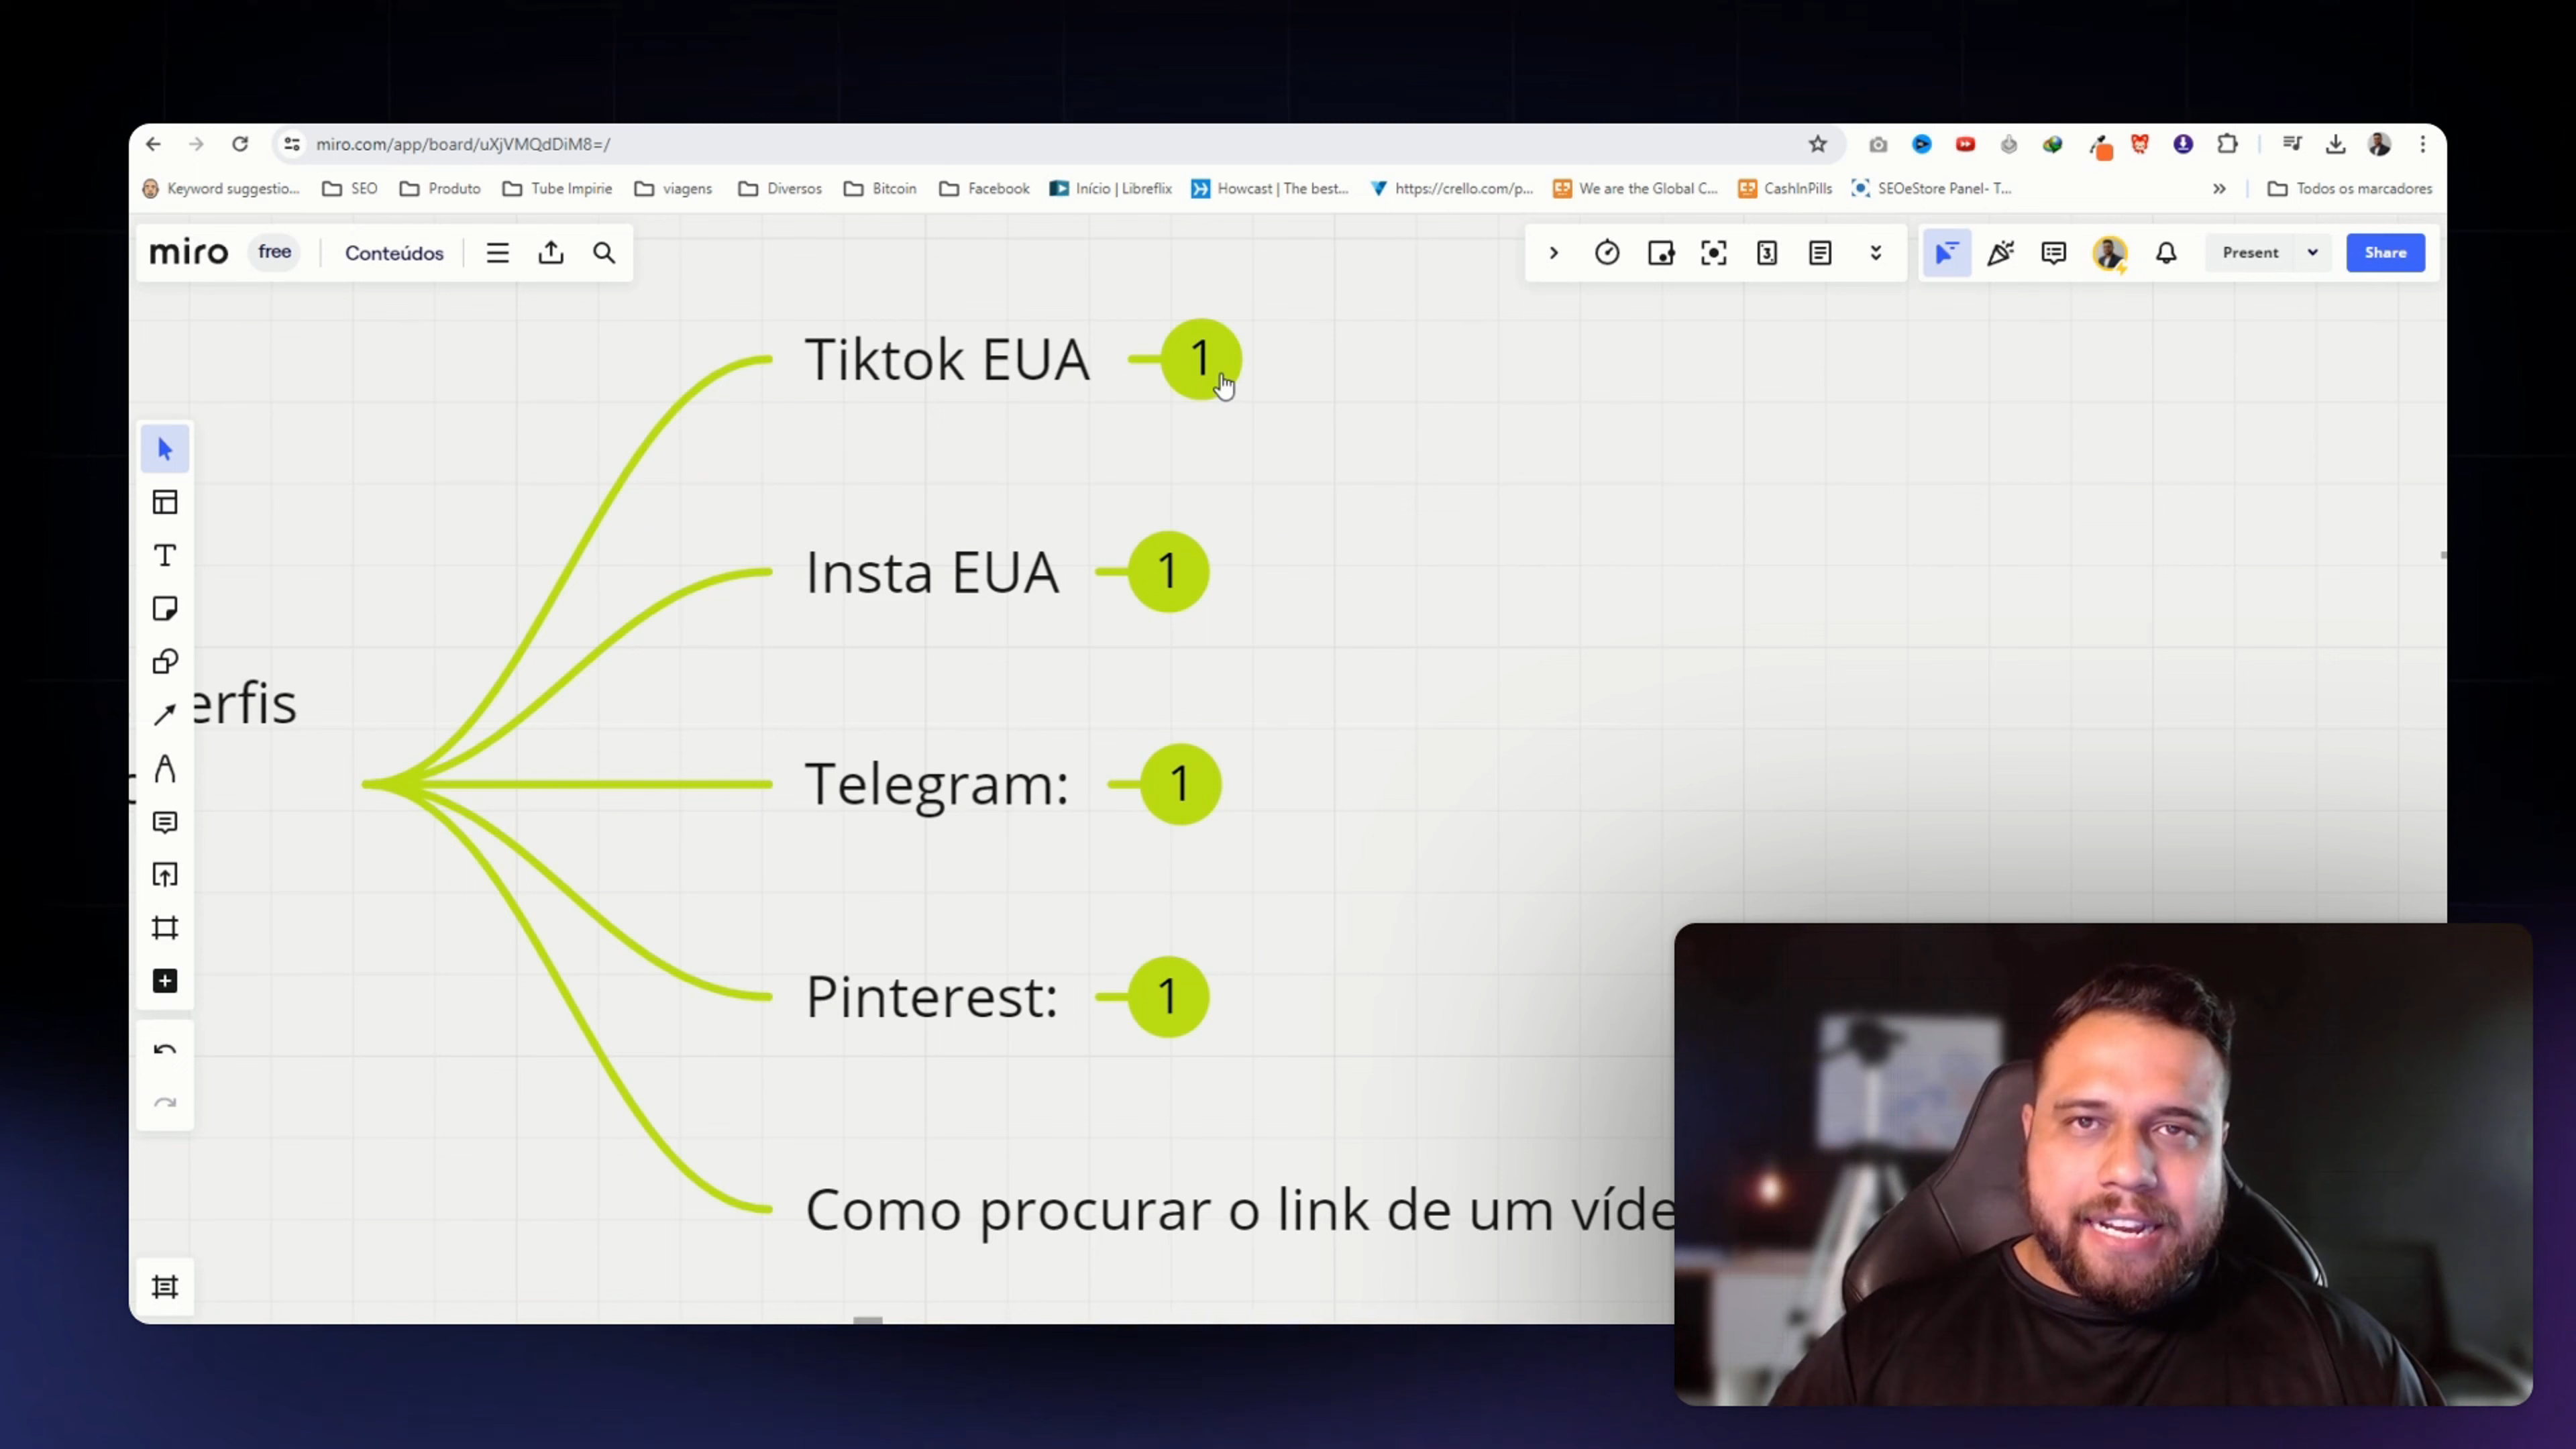 miro.com/app/board/uXjVMQdDiM8=/
Keyword suggestio... SEO Produto Tube Impirie viagens Diversos Bitcoin Facebook Início | Libreflix Howcast | The best... https://crello.com/p... We are the Global C... CashInPills SEOeStore Panel- T... Todos os marcadores
miro free Conteúdos Present Share
Tiktok EUA 1
Insta EUA 1
erfis
Telegram: 1
Pinterest: 1
Como procurar o link de um víde